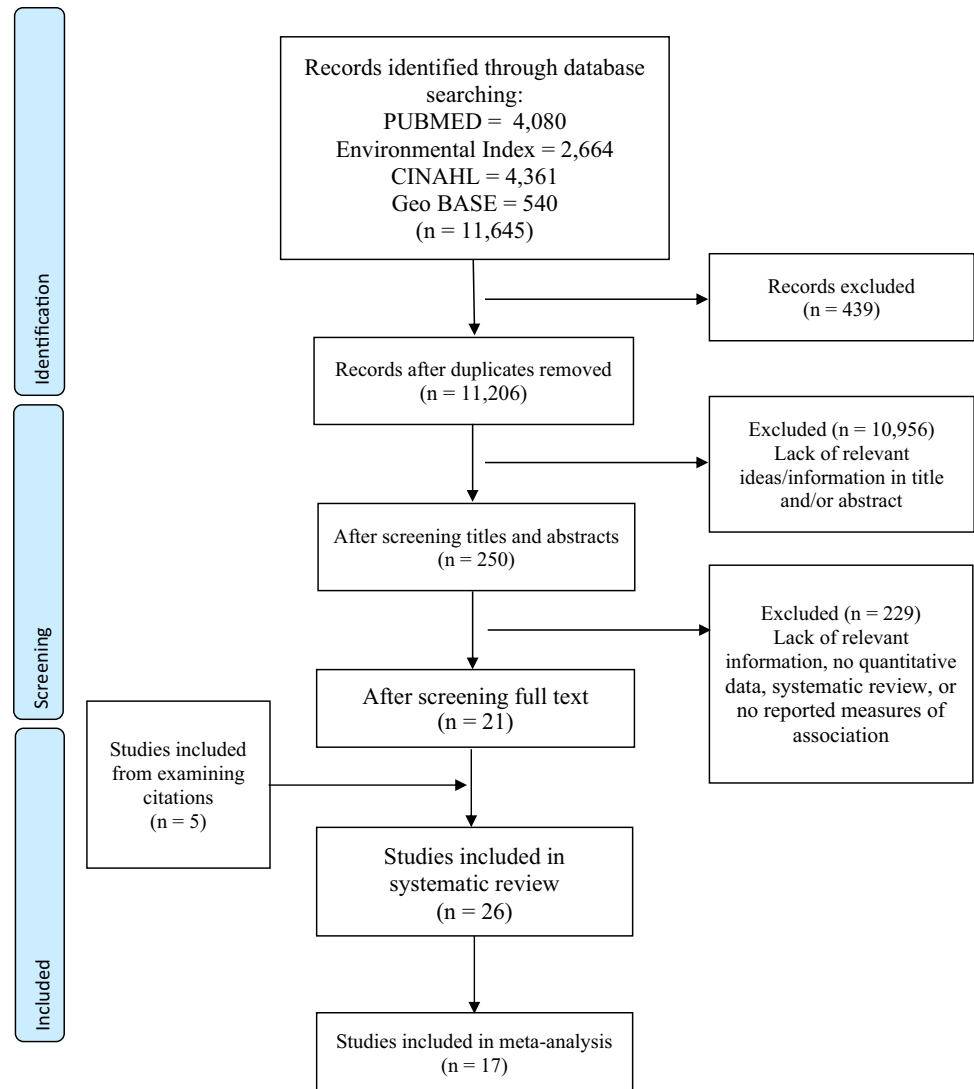 Records identified through database
searching:
PUBMED = 4,080
Environmental Index = 2,664
CINAHL = 4,361
Geo BASE = 540
(n = 11,645)
Records excluded
(n = 439)
Identification
Records after duplicates removed
(n = 11,206)
Excluded (n = 10,956)
Lack of relevant
ideas/information in title
and/or abstract
After screening titles and abstracts
(n = 250)
Excluded (n = 229)
Lack of relevant
information, no quantitative
data, systematic review, or
no reported measures of
association
Screening
After screening full text
(n = 21)
Studies included
from examining
citations
(n = 5)
Studies included in
systematic review
(n = 26)
Included
Studies included in meta-analysis
(n = 17)